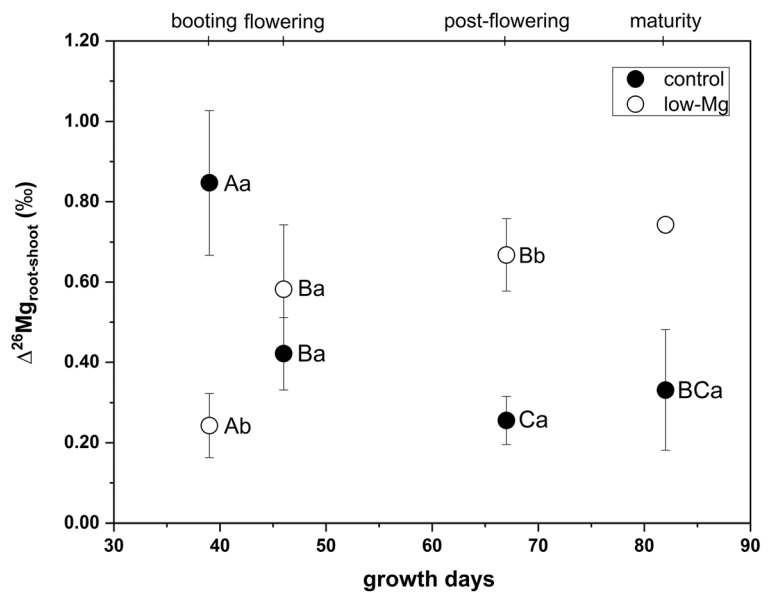 booting flowering post-flowering maturity
1.20
control
low-Mg
1.00
Aa
0.80
Δ²⁶Mgroot-shoot (‰)
Bb
0.60
Ba
Ba
0.40
BCa
Ab
Ca
0.20
0.00
30 40 50 60 70 80 90
growth days